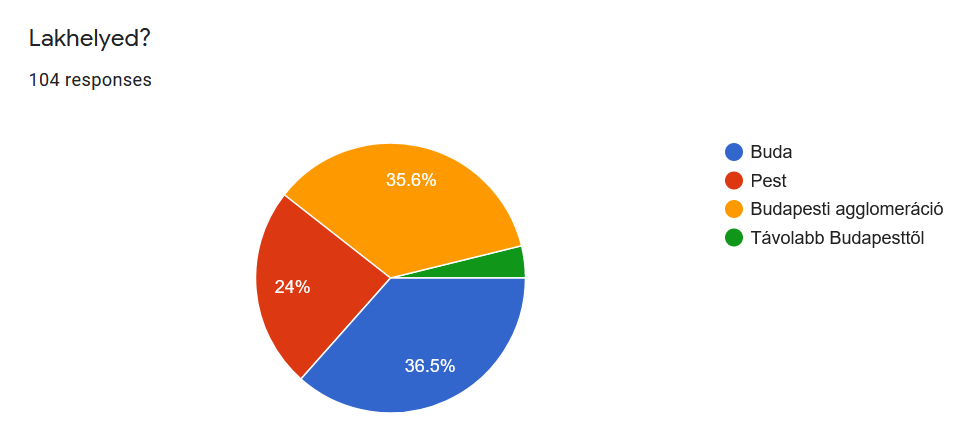 Lakhelyed?
104 responses
35.6%
24%
36.5%
Buda
Pest
Budapesti agglomeráció
Távolabb Budapesttől